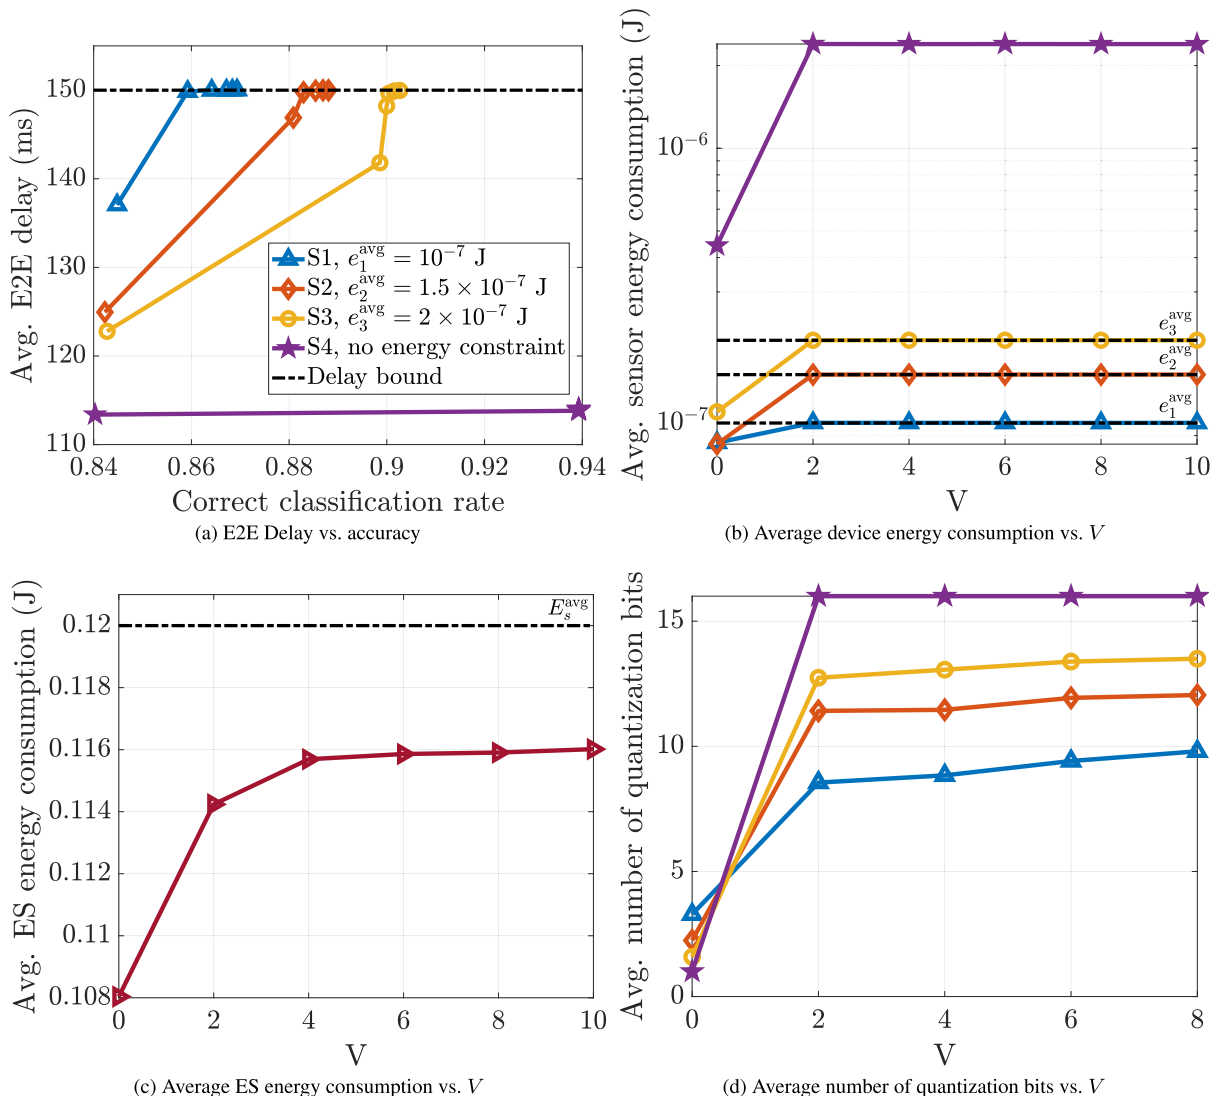 Avg. E2E delay (ms)
150
140
130
120
110
S1, e₁^avg = 10⁻⁷ J
S2, e₂^avg = 1.5 × 10⁻⁷ J
S3, e₃^avg = 2 × 10⁻⁷ J
S4, no energy constraint
Delay bound
0.84 0.86 0.88 0.9 0.92 0.94
Correct classification rate
(a) E2E Delay vs. accuracy
Avg. sensor energy consumption (J)
10⁻⁶
10⁻⁷
e₃^avg
e₂^avg
e₁^avg
0 2 4 6 8 10
V
(b) Average device energy consumption vs. V
Avg. ES energy consumption (J)
E_s^avg
0.12
0.118
0.116
0.114
0.112
0.11
0.108
0 2 4 6 8 10
V
(c) Average ES energy consumption vs. V
Avg. number of quantization bits
15
10
5
0
0 2 4 6 8
V
(d) Average number of quantization bits vs. V